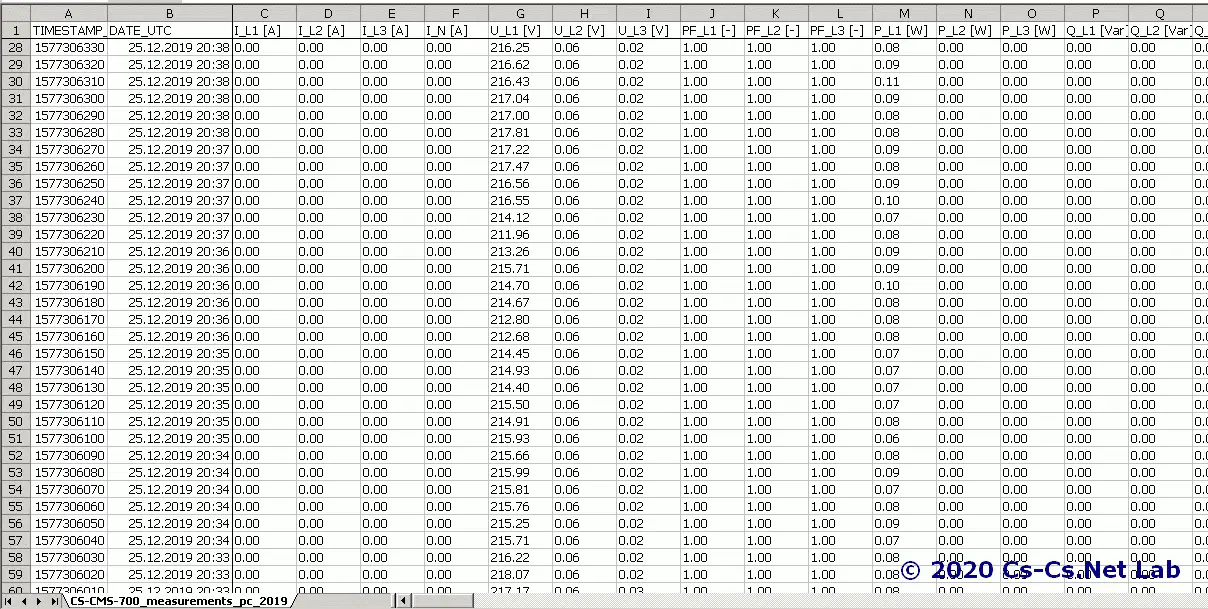 A B C D E F G H I J K L M N O P Q
1 TIMESTAMP_ DATE_UTC I_L1 [A] I_L2 [A] I_L3 [A] I_N [A] U_L1 [V] U_L2 [V] U_L3 [V] PF_L1 [-] PF_L2 [-] PF_L3 [-] P_L1 [W] P_L2 [W] P_L3 [W] Q_L1 [Var] Q_L2 [Var] Q_
28 1577306330 25.12.2019 20:38 0.00 0.00 0.00 0.00 216.25 0.06 0.02 1.00 1.00 1.00 0.08 0.00 0.00 0.00 0.00 0.0
29 1577306320 25.12.2019 20:38 0.00 0.00 0.00 0.00 216.62 0.06 0.02 1.00 1.00 1.00 0.09 0.00 0.00 0.00 0.00 0.0
30 1577306310 25.12.2019 20:38 0.00 0.00 0.00 0.00 216.43 0.06 0.02 1.00 1.00 1.00 0.11 0.00 0.00 0.00 0.00 0.0
31 1577306300 25.12.2019 20:38 0.00 0.00 0.00 0.00 217.04 0.06 0.02 1.00 1.00 1.00 0.09 0.00 0.00 0.00 0.00 0.0
32 1577306290 25.12.2019 20:38 0.00 0.00 0.00 0.00 217.00 0.06 0.02 1.00 1.00 1.00 0.08 0.00 0.00 0.00 0.00 0.0
33 1577306280 25.12.2019 20:38 0.00 0.00 0.00 0.00 217.81 0.06 0.02 1.00 1.00 1.00 0.08 0.00 0.00 0.00 0.00 0.0
34 1577306270 25.12.2019 20:37 0.00 0.00 0.00 0.00 217.22 0.06 0.02 1.00 1.00 1.00 0.09 0.00 0.00 0.00 0.00 0.0
35 1577306260 25.12.2019 20:37 0.00 0.00 0.00 0.00 217.47 0.06 0.02 1.00 1.00 1.00 0.08 0.00 0.00 0.00 0.00 0.0
36 1577306250 25.12.2019 20:37 0.00 0.00 0.00 0.00 216.56 0.06 0.02 1.00 1.00 1.00 0.09 0.00 0.00 0.00 0.00 0.0
37 1577306240 25.12.2019 20:37 0.00 0.00 0.00 0.00 216.55 0.06 0.02 1.00 1.00 1.00 0.10 0.00 0.00 0.00 0.00 0.0
38 1577306230 25.12.2019 20:37 0.00 0.00 0.00 0.00 214.12 0.06 0.02 1.00 1.00 1.00 0.07 0.00 0.00 0.00 0.00 0.0
39 1577306220 25.12.2019 20:37 0.00 0.00 0.00 0.00 211.96 0.06 0.02 1.00 1.00 1.00 0.08 0.00 0.00 0.00 0.00 0.0
40 1577306210 25.12.2019 20:36 0.00 0.00 0.00 0.00 213.26 0.06 0.02 1.00 1.00 1.00 0.09 0.00 0.00 0.00 0.00 0.0
41 1577306200 25.12.2019 20:36 0.00 0.00 0.00 0.00 215.71 0.06 0.02 1.00 1.00 1.00 0.09 0.00 0.00 0.00 0.00 0.0
42 1577306190 25.12.2019 20:36 0.00 0.00 0.00 0.00 214.70 0.06 0.02 1.00 1.00 1.00 0.10 0.00 0.00 0.00 0.00 0.0
43 1577306180 25.12.2019 20:36 0.00 0.00 0.00 0.00 214.67 0.06 0.02 1.00 1.00 1.00 0.08 0.00 0.00 0.00 0.00 0.0
44 1577306170 25.12.2019 20:36 0.00 0.00 0.00 0.00 212.80 0.06 0.02 1.00 1.00 1.00 0.08 0.00 0.00 0.00 0.00 0.0
45 1577306160 25.12.2019 20:36 0.00 0.00 0.00 0.00 212.68 0.06 0.02 1.00 1.00 1.00 0.08 0.00 0.00 0.00 0.00 0.0
46 1577306150 25.12.2019 20:35 0.00 0.00 0.00 0.00 214.45 0.06 0.02 1.00 1.00 1.00 0.07 0.00 0.00 0.00 0.00 0.0
47 1577306140 25.12.2019 20:35 0.00 0.00 0.00 0.00 214.93 0.06 0.02 1.00 1.00 1.00 0.07 0.00 0.00 0.00 0.00 0.0
48 1577306130 25.12.2019 20:35 0.00 0.00 0.00 0.00 214.40 0.06 0.02 1.00 1.00 1.00 0.07 0.00 0.00 0.00 0.00 0.0
49 1577306120 25.12.2019 20:35 0.00 0.00 0.00 0.00 215.50 0.06 0.02 1.00 1.00 1.00 0.07 0.00 0.00 0.00 0.00 0.0
50 1577306110 25.12.2019 20:35 0.00 0.00 0.00 0.00 214.91 0.06 0.02 1.00 1.00 1.00 0.08 0.00 0.00 0.00 0.00 0.0
51 1577306100 25.12.2019 20:35 0.00 0.00 0.00 0.00 215.93 0.06 0.02 1.00 1.00 1.00 0.06 0.00 0.00 0.00 0.00 0.0
52 1577306090 25.12.2019 20:34 0.00 0.00 0.00 0.00 215.66 0.06 0.02 1.00 1.00 1.00 0.08 0.00 0.00 0.00 0.00 0.0
53 1577306080 25.12.2019 20:34 0.00 0.00 0.00 0.00 215.99 0.06 0.02 1.00 1.00 1.00 0.09 0.00 0.00 0.00 0.00 0.0
54 1577306070 25.12.2019 20:34 0.00 0.00 0.00 0.00 215.81 0.06 0.02 1.00 1.00 1.00 0.07 0.00 0.00 0.00 0.00 0.0
55 1577306060 25.12.2019 20:34 0.00 0.00 0.00 0.00 215.76 0.06 0.02 1.00 1.00 1.00 0.08 0.00 0.00 0.00 0.00 0.0
56 1577306050 25.12.2019 20:34 0.00 0.00 0.00 0.00 215.25 0.06 0.02 1.00 1.00 1.00 0.09 0.00 0.00 0.00 0.00 0.0
57 1577306040 25.12.2019 20:34 0.00 0.00 0.00 0.00 215.71 0.06 0.02 1.00 1.00 1.00 0.07 0.00 0.00 0.00 0.00 0.0
58 1577306030 25.12.2019 20:33 0.00 0.00 0.00 0.00 216.22 0.06 0.02 1.00 1.00 1.00 0.08 0.00 0.00 0.00 0.00 0.0
59 1577306020 25.12.2019 20:33 0.00 0.00 0.00 0.00 218.07 0.06 0.02 1.00 1.00 1.00 0.08
© 2020 Cs-Cs.Net Lab
60 1577306010 25.12.2019 20:33 0.00 0.00 0.00 0.00 217.17 0.06 0.03 1.00 1.00 1.00
CS-CMS-700_measurements_pc_2019